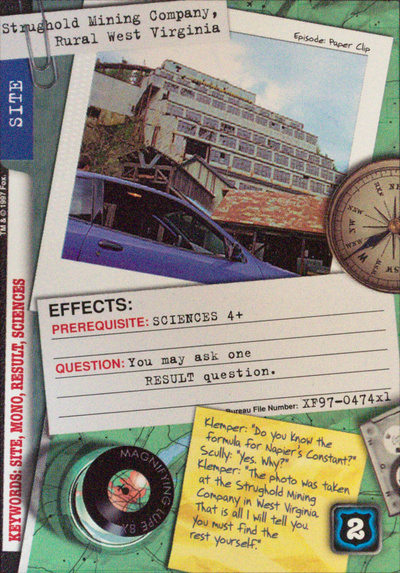 Strughold Mining Company,
Rural West Virginia
Episode: Paper Clip
SITE
TM & © 1997 Fox.
EFFECTS:
PREREQUISITE: SCIENCES 4+
QUESTION: You may ask one
RESULT question.
Bureau File Number: XF97-0474x1
KEYWORDS: SITE, MONO, RESULT, SCIENCES
Klemper: "Do you know the
formula for Napier's Constant?"
Scully: "Yes. Why?"
Klemper: "The photo was taken
at the Strughold Mining
Company in West Virginia.
That is all I will tell you.
You must find the
rest yourself."
MAGNIFYING LUPE 8X
2